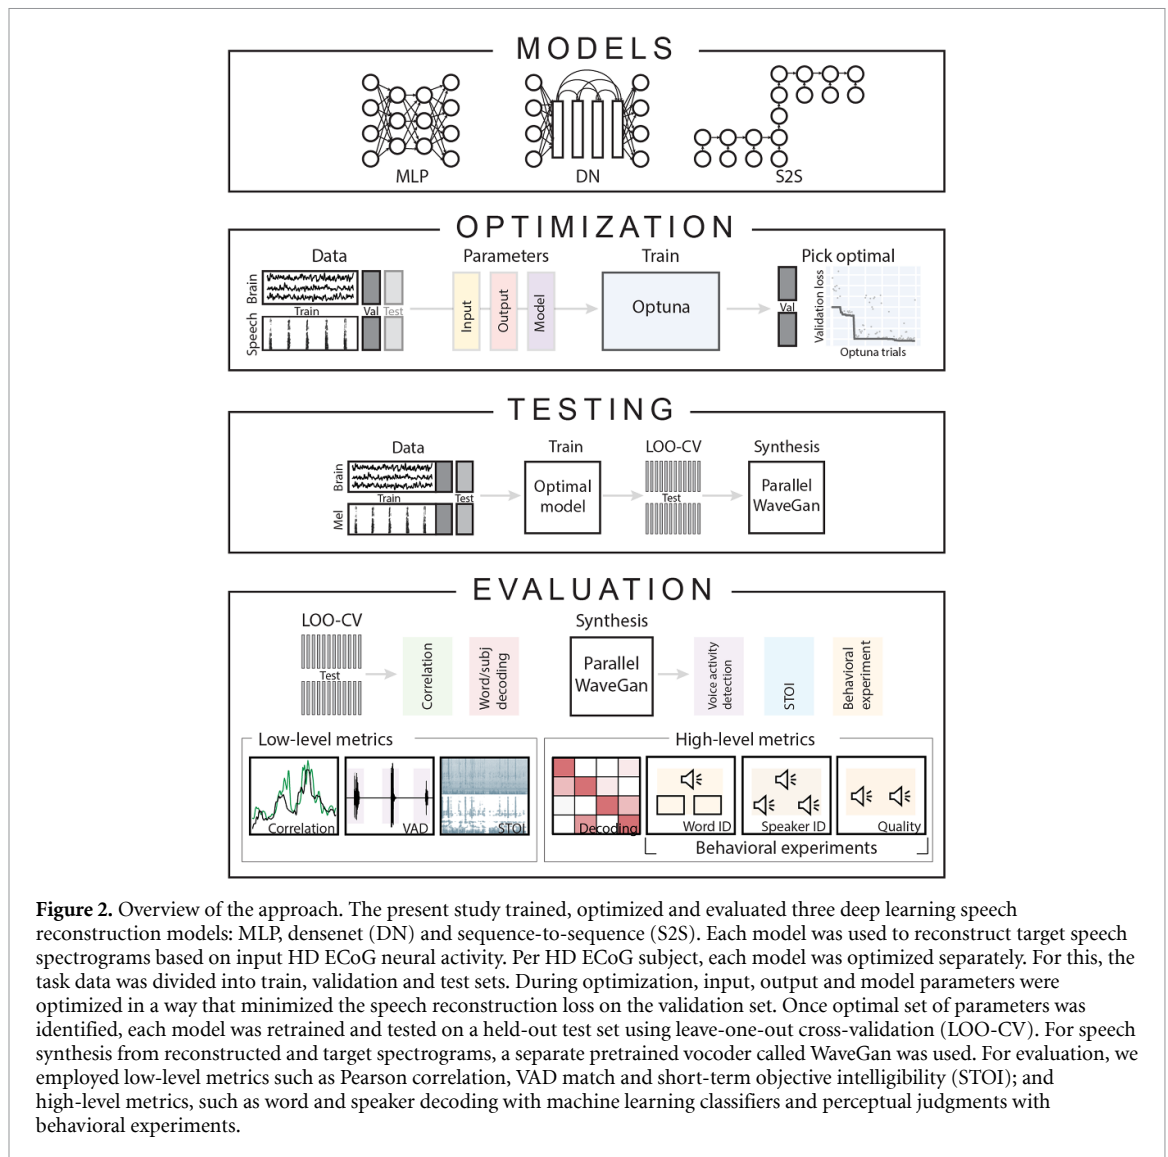 MODELS
MLP
DN
S2S
OPTIMIZATION
Data
Parameters
Train
Pick optimal
Brain
Train
Val
Test
Speech
Input
Output
Model
Optuna
Val
Validation loss
Optuna trials
TESTING
Data
Train
LOO-CV
Synthesis
Brain
Train
Test
Mel
Optimal
model
Test
Parallel
WaveGan
EVALUATION
LOO-CV
Test
Correlation
Word/subj
decoding
Synthesis
Parallel
WaveGan
Voice activity
detection
STOI
Behavioral
experiment
Low-level metrics
High-level metrics
Correlation
VAD
STOI
Decoding
Word ID
Speaker ID
Quality
Behavioral experiments
Figure 2. Overview of the approach. The present study trained, optimized and evaluated three deep learning speech
reconstruction models: MLP, densenet (DN) and sequence-to-sequence (S2S). Each model was used to reconstruct target speech
spectrograms based on input HD ECoG neural activity. Per HD ECoG subject, each model was optimized separately. For this, the
task data was divided into train, validation and test sets. During optimization, input, output and model parameters were
optimized in a way that minimized the speech reconstruction loss on the validation set. Once optimal set of parameters was
identified, each model was retrained and tested on a held-out test set using leave-one-out cross-validation (LOO-CV). For speech
synthesis from reconstructed and target spectrograms, a separate pretrained vocoder called WaveGan was used. For evaluation, we
employed low-level metrics such as Pearson correlation, VAD match and short-term objective intelligibility (STOI); and
high-level metrics, such as word and speaker decoding with machine learning classifiers and perceptual judgments with
behavioral experiments.